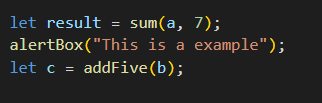 let result = sum(a, 7);
alertBox("This is a example");
let c = addFive(b);